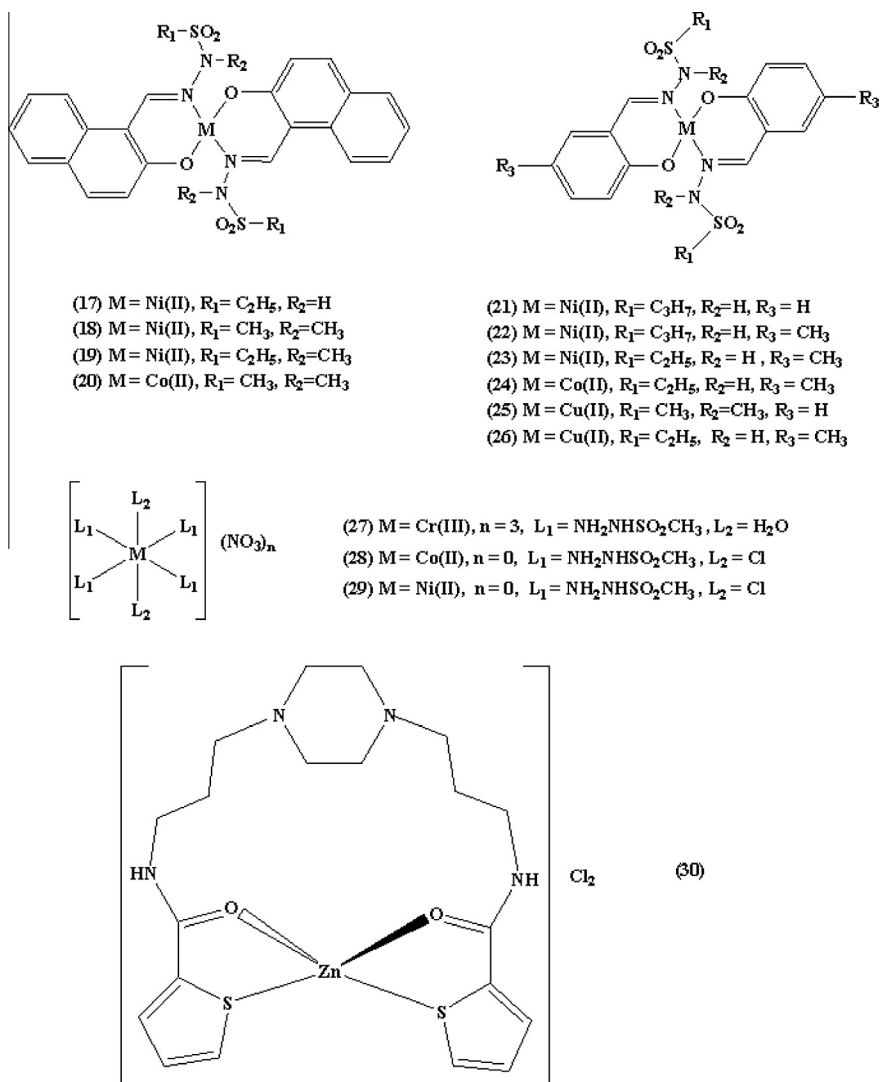 R₁-SO₂
N-R₂
N
O
M
O
N
R₂-N
O₂S-R₁
R₁
O₂S
N-R₂
N
O
R₃
M
R₃
O
N
R₂-N
S
O₂
R₁
(17) M = Ni(II), R₁= C₂H₅, R₂=H
(18) M = Ni(II), R₁= CH₃, R₂=CH₃
(19) M = Ni(II), R₁= C₂H₅, R₂=CH₃
(20) M = Co(II), R₁= CH₃, R₂=CH₃
(21) M = Ni(II), R₁= C₃H₇, R₂=H, R₃ = H
(22) M = Ni(II), R₁= C₃H₇, R₂=H, R₃ = CH₃
(23) M = Ni(II), R₁= C₂H₅, R₂ = H , R₃ = CH₃
(24) M = Co(II), R₁= C₂H₅, R₂=H, R₃ = CH₃
(25) M = Cu(II), R₁= CH₃, R₂=CH₃, R₃ = H
(26) M = Cu(II), R₁= C₂H₅, R₂ = H, R₃= CH₃
L₂
L₁ L₁
M
L₁ L₁
L₂
(NO₃)ₙ
(27) M = Cr(III), n = 3, L₁ = NH₂NHSO₂CH₃ , L₂ = H₂O
(28) M = Co(II), n = 0, L₁ = NH₂NHSO₂CH₃ , L₂ = Cl
(29) M = Ni(II), n = 0, L₁ = NH₂NHSO₂CH₃ , L₂ = Cl
N N
HN NH
O O
Zn
S S
Cl₂
(30)